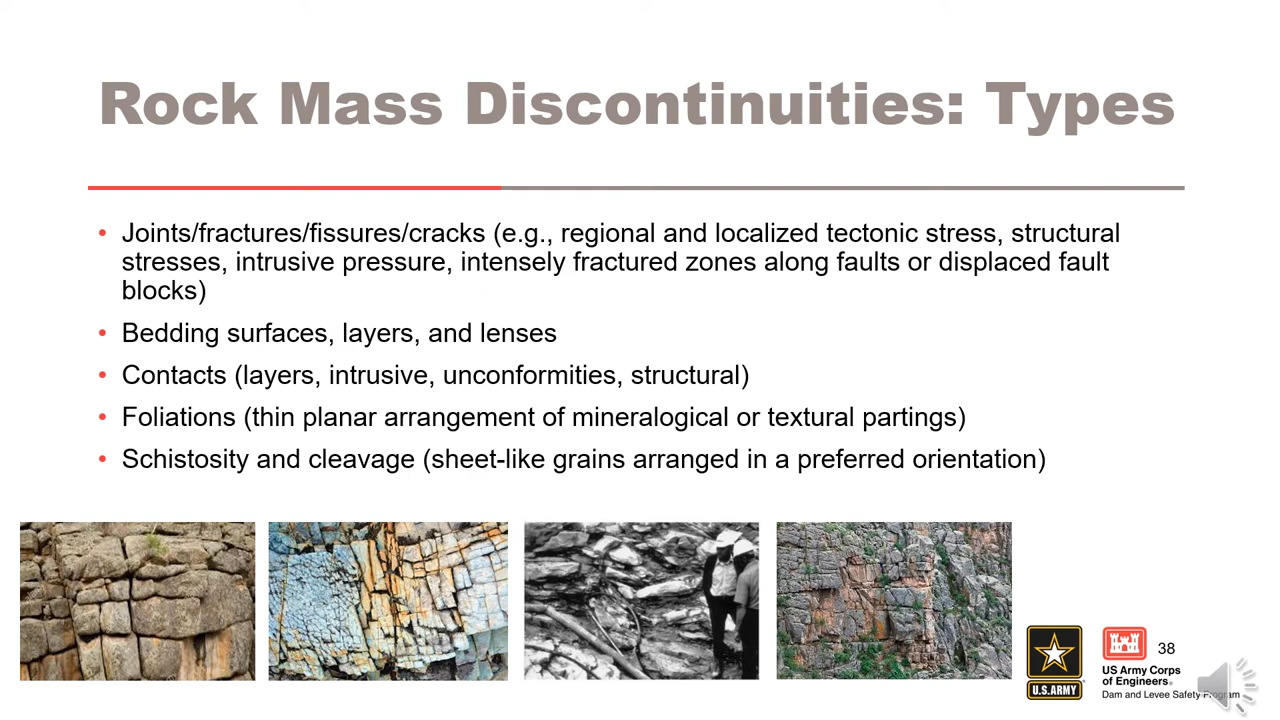 Rock Mass Discontinuities: Types
• Joints/fractures/fissures/cracks (e.g., regional and localized tectonic stress, structural
stresses, intrusive pressure, intensely fractured zones along faults or displaced fault
blocks)
• Bedding surfaces, layers, and lenses
• Contacts (layers, intrusive, unconformities, structural)
• Foliations (thin planar arrangement of mineralogical or textural partings)
• Schistosity and cleavage (sheet-like grains arranged in a preferred orientation)
38
U.S.ARMY
US Army Corps
of Engineers®
Dam and Levee Safety Program